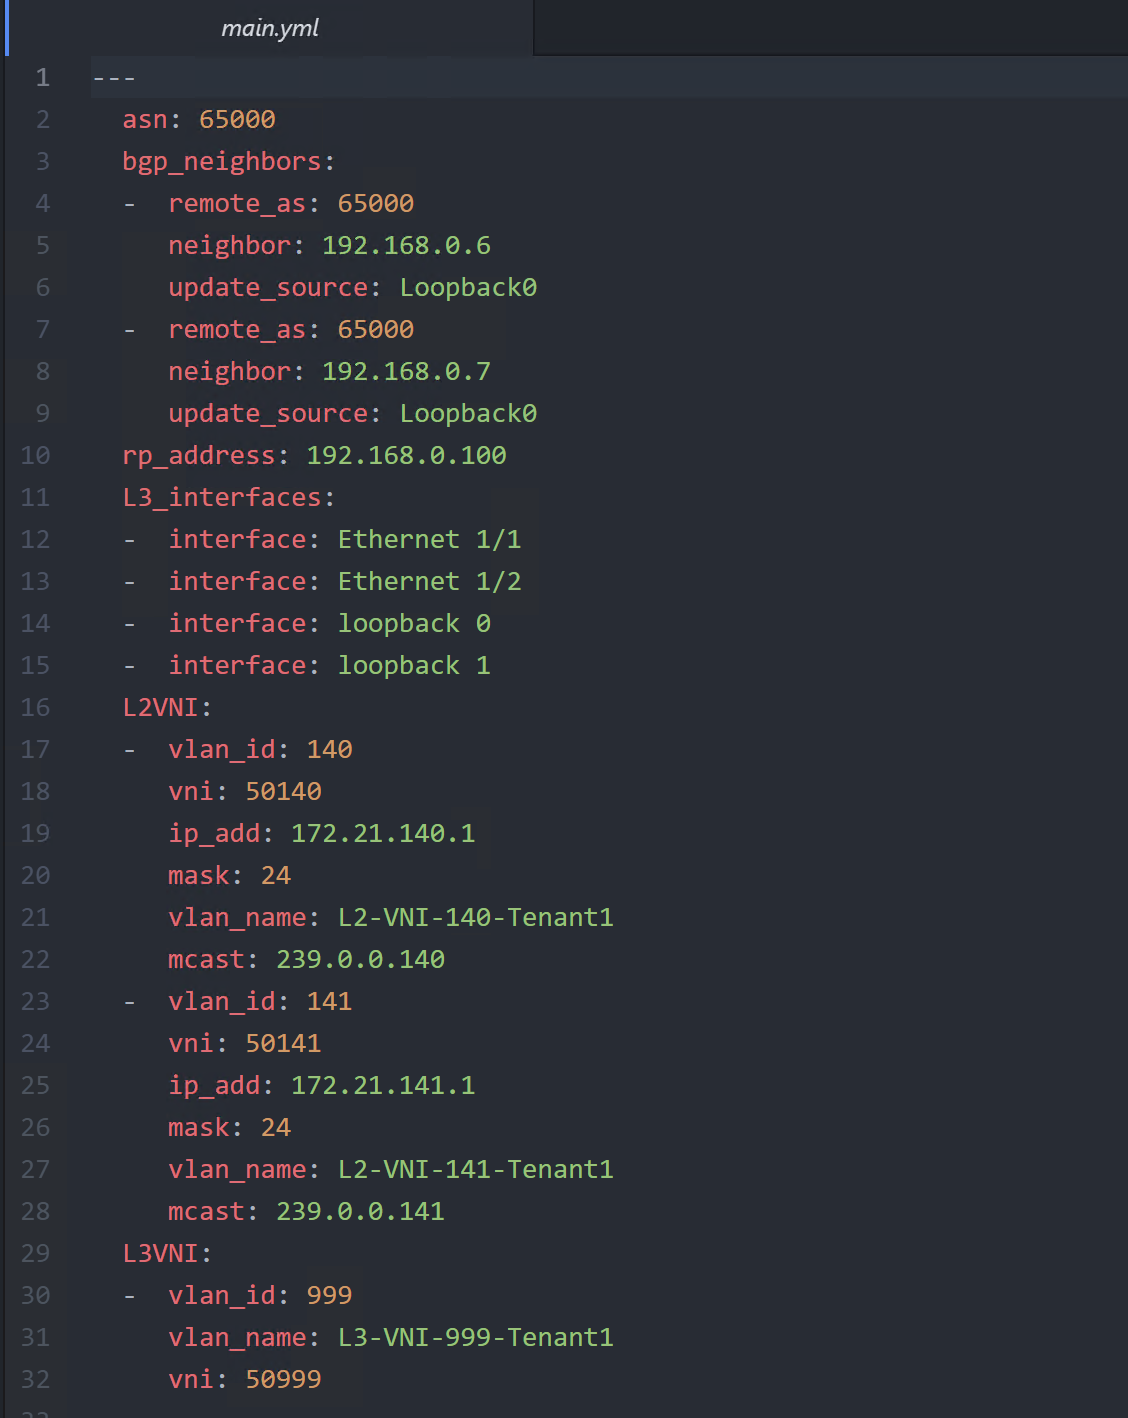 main.yml
1 ---
2   asn: 65000
3   bgp_neighbors:
4   -  remote_as: 65000
5      neighbor: 192.168.0.6
6      update_source: Loopback0
7   -  remote_as: 65000
8      neighbor: 192.168.0.7
9      update_source: Loopback0
10   rp_address: 192.168.0.100
11   L3_interfaces:
12   -  interface: Ethernet 1/1
13   -  interface: Ethernet 1/2
14   -  interface: loopback 0
15   -  interface: loopback 1
16   L2VNI:
17   -  vlan_id: 140
18      vni: 50140
19      ip_add: 172.21.140.1
20      mask: 24
21      vlan_name: L2-VNI-140-Tenant1
22      mcast: 239.0.0.140
23   -  vlan_id: 141
24      vni: 50141
25      ip_add: 172.21.141.1
26      mask: 24
27      vlan_name: L2-VNI-141-Tenant1
28      mcast: 239.0.0.141
29   L3VNI:
30   -  vlan_id: 999
31      vlan_name: L3-VNI-999-Tenant1
32      vni: 50999